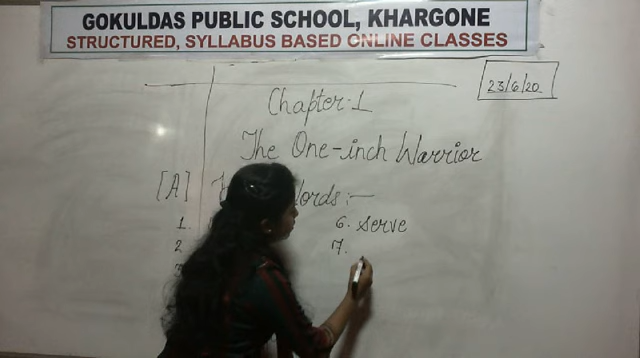 GOKULDAS PUBLIC SCHOOL, KHARGONE
STRUCTURED, SYLLABUS BASED ONLINE CLASSES
23/6/20
Chapter-1
The One-inch Warrior
[A] Words:-
1. 6. serve
2 7.
3